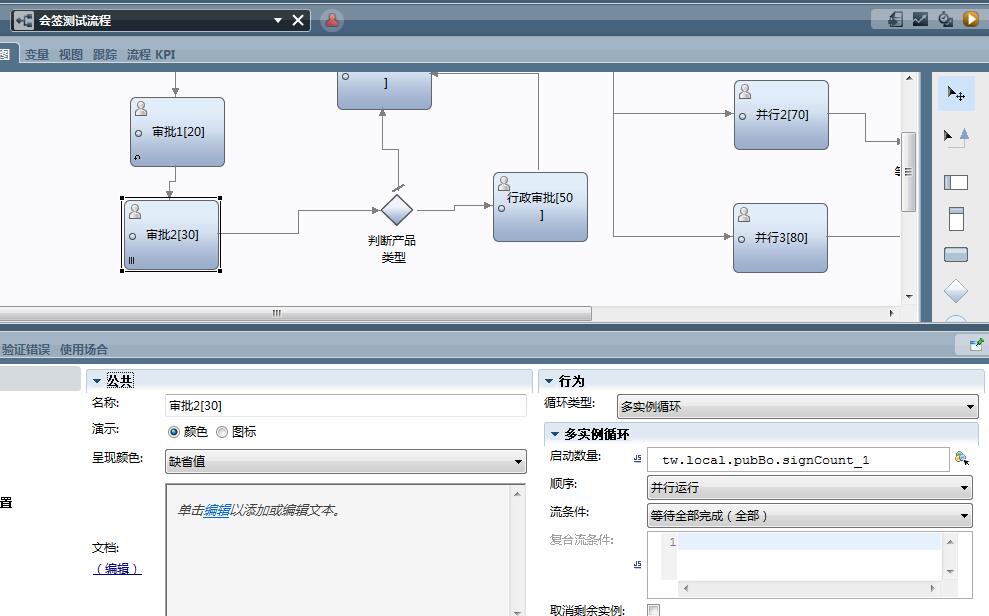 会签测试流程
图 变量 视图 跟踪 流程 KPI
]
并行2[70]
审批1[20]
行政审批[50
]
审批2[30]
判断产品
类型
并行3[80]
验证错误 使用场合
公共
行为
名称:
审批2[30]
循环类型:
多实例循环
演示:
颜色
图标
多实例循环
呈现颜色:
缺省值
启动数量:
JS
tw.local.pubBo.signCount_1
顺序:
并行运行
置
单击编辑以添加或编辑文本。
流条件:
等待全部完成（全部）
复合流条件:
1
JS
文档:
（编辑）
取消剩余实例: